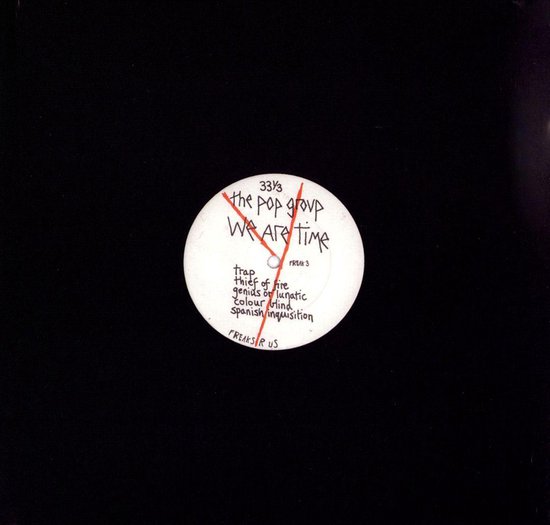 33⅓
the pop group
We ARe TIME
FREAK 3
trap
thief of fire
genius or lunatic
colour blind
spanish inquisition
FREAKS R US